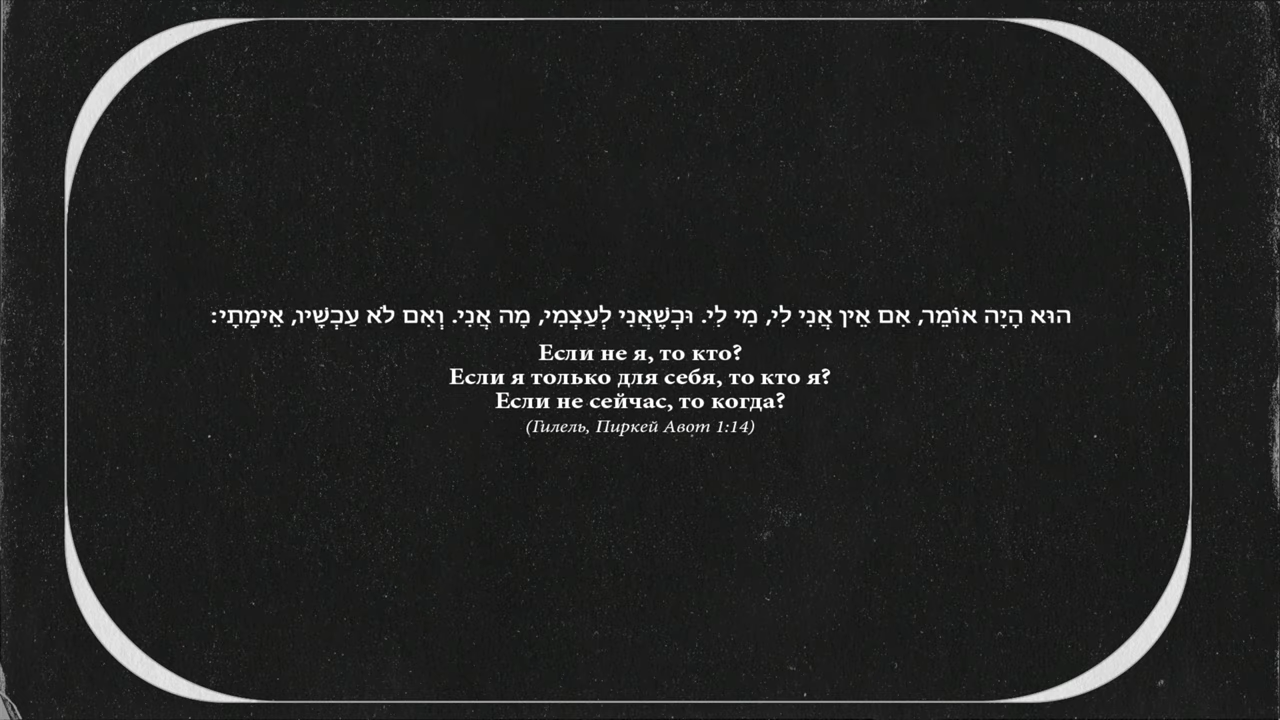 הוּא הָיָה אוֹמֵר, אִם אֵין אֲנִי לִי, מִי לִי. וּכְשֶׁאֲנִי לְעַצְמִי, מָה אֲנִי. וְאִם לֹא עַכְשָׁיו, אֵימָתָי:
Если не я, то кто?
Если я только для себя, то кто я?
Если не сейчас, то когда?
(Гилель, Пиркей Авот 1:14)